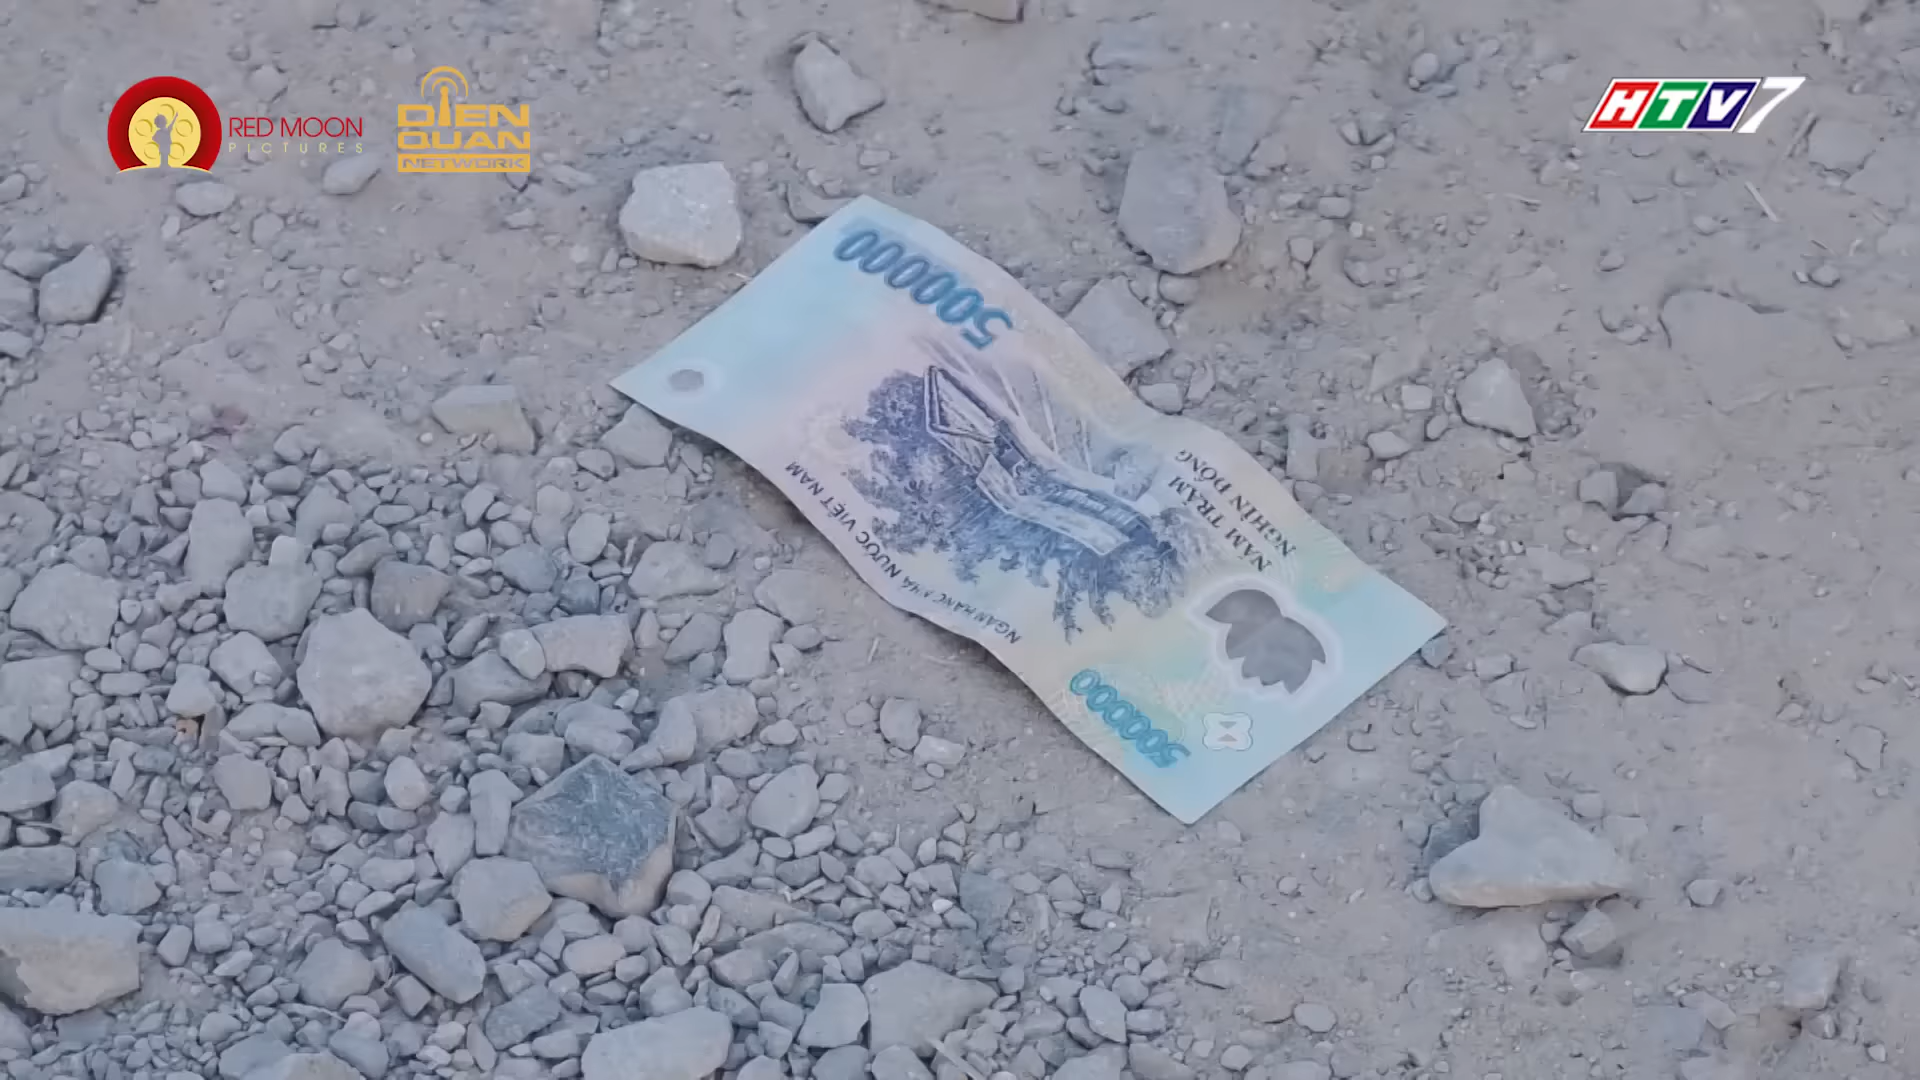 RED MOON
PICTURES
DIEN
QUAN
NETWORK
HTV7
500000
NĂM TRĂM
NGHÌN ĐỒNG
NGÂN HÀNG NHÀ NƯỚC VIỆT NAM
500000